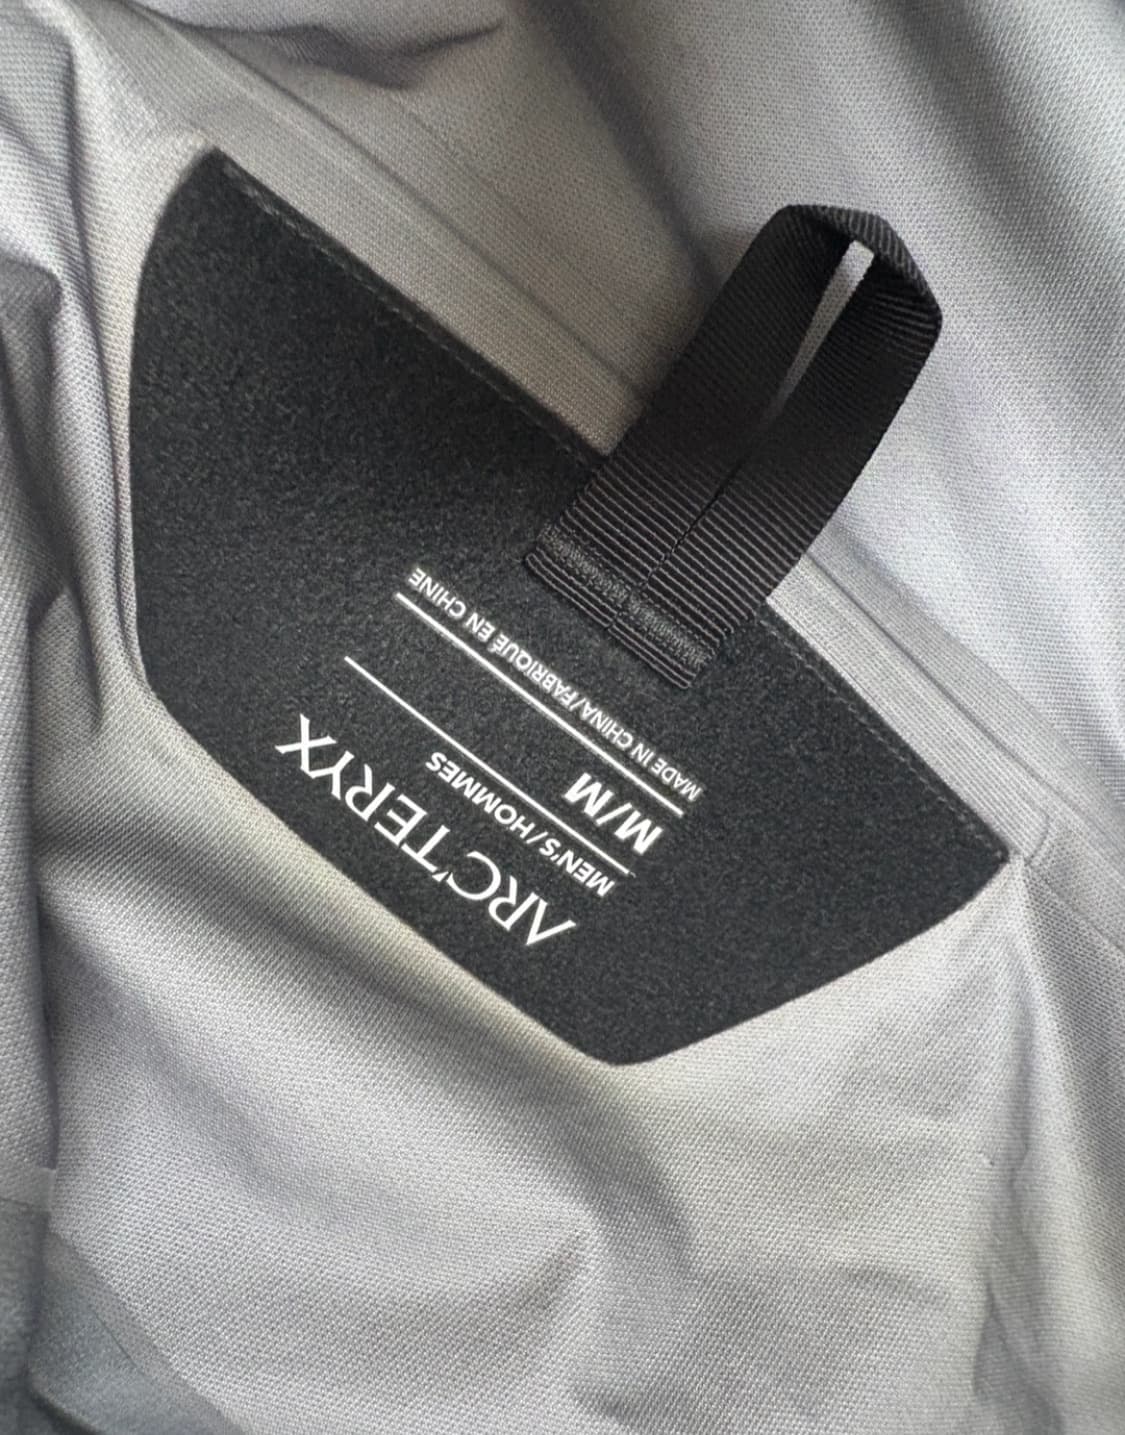 ARC'TERYX
MEN'S/HOMMES
M/M
MADE IN CHINA/FABRIQUÉ EN CHINE